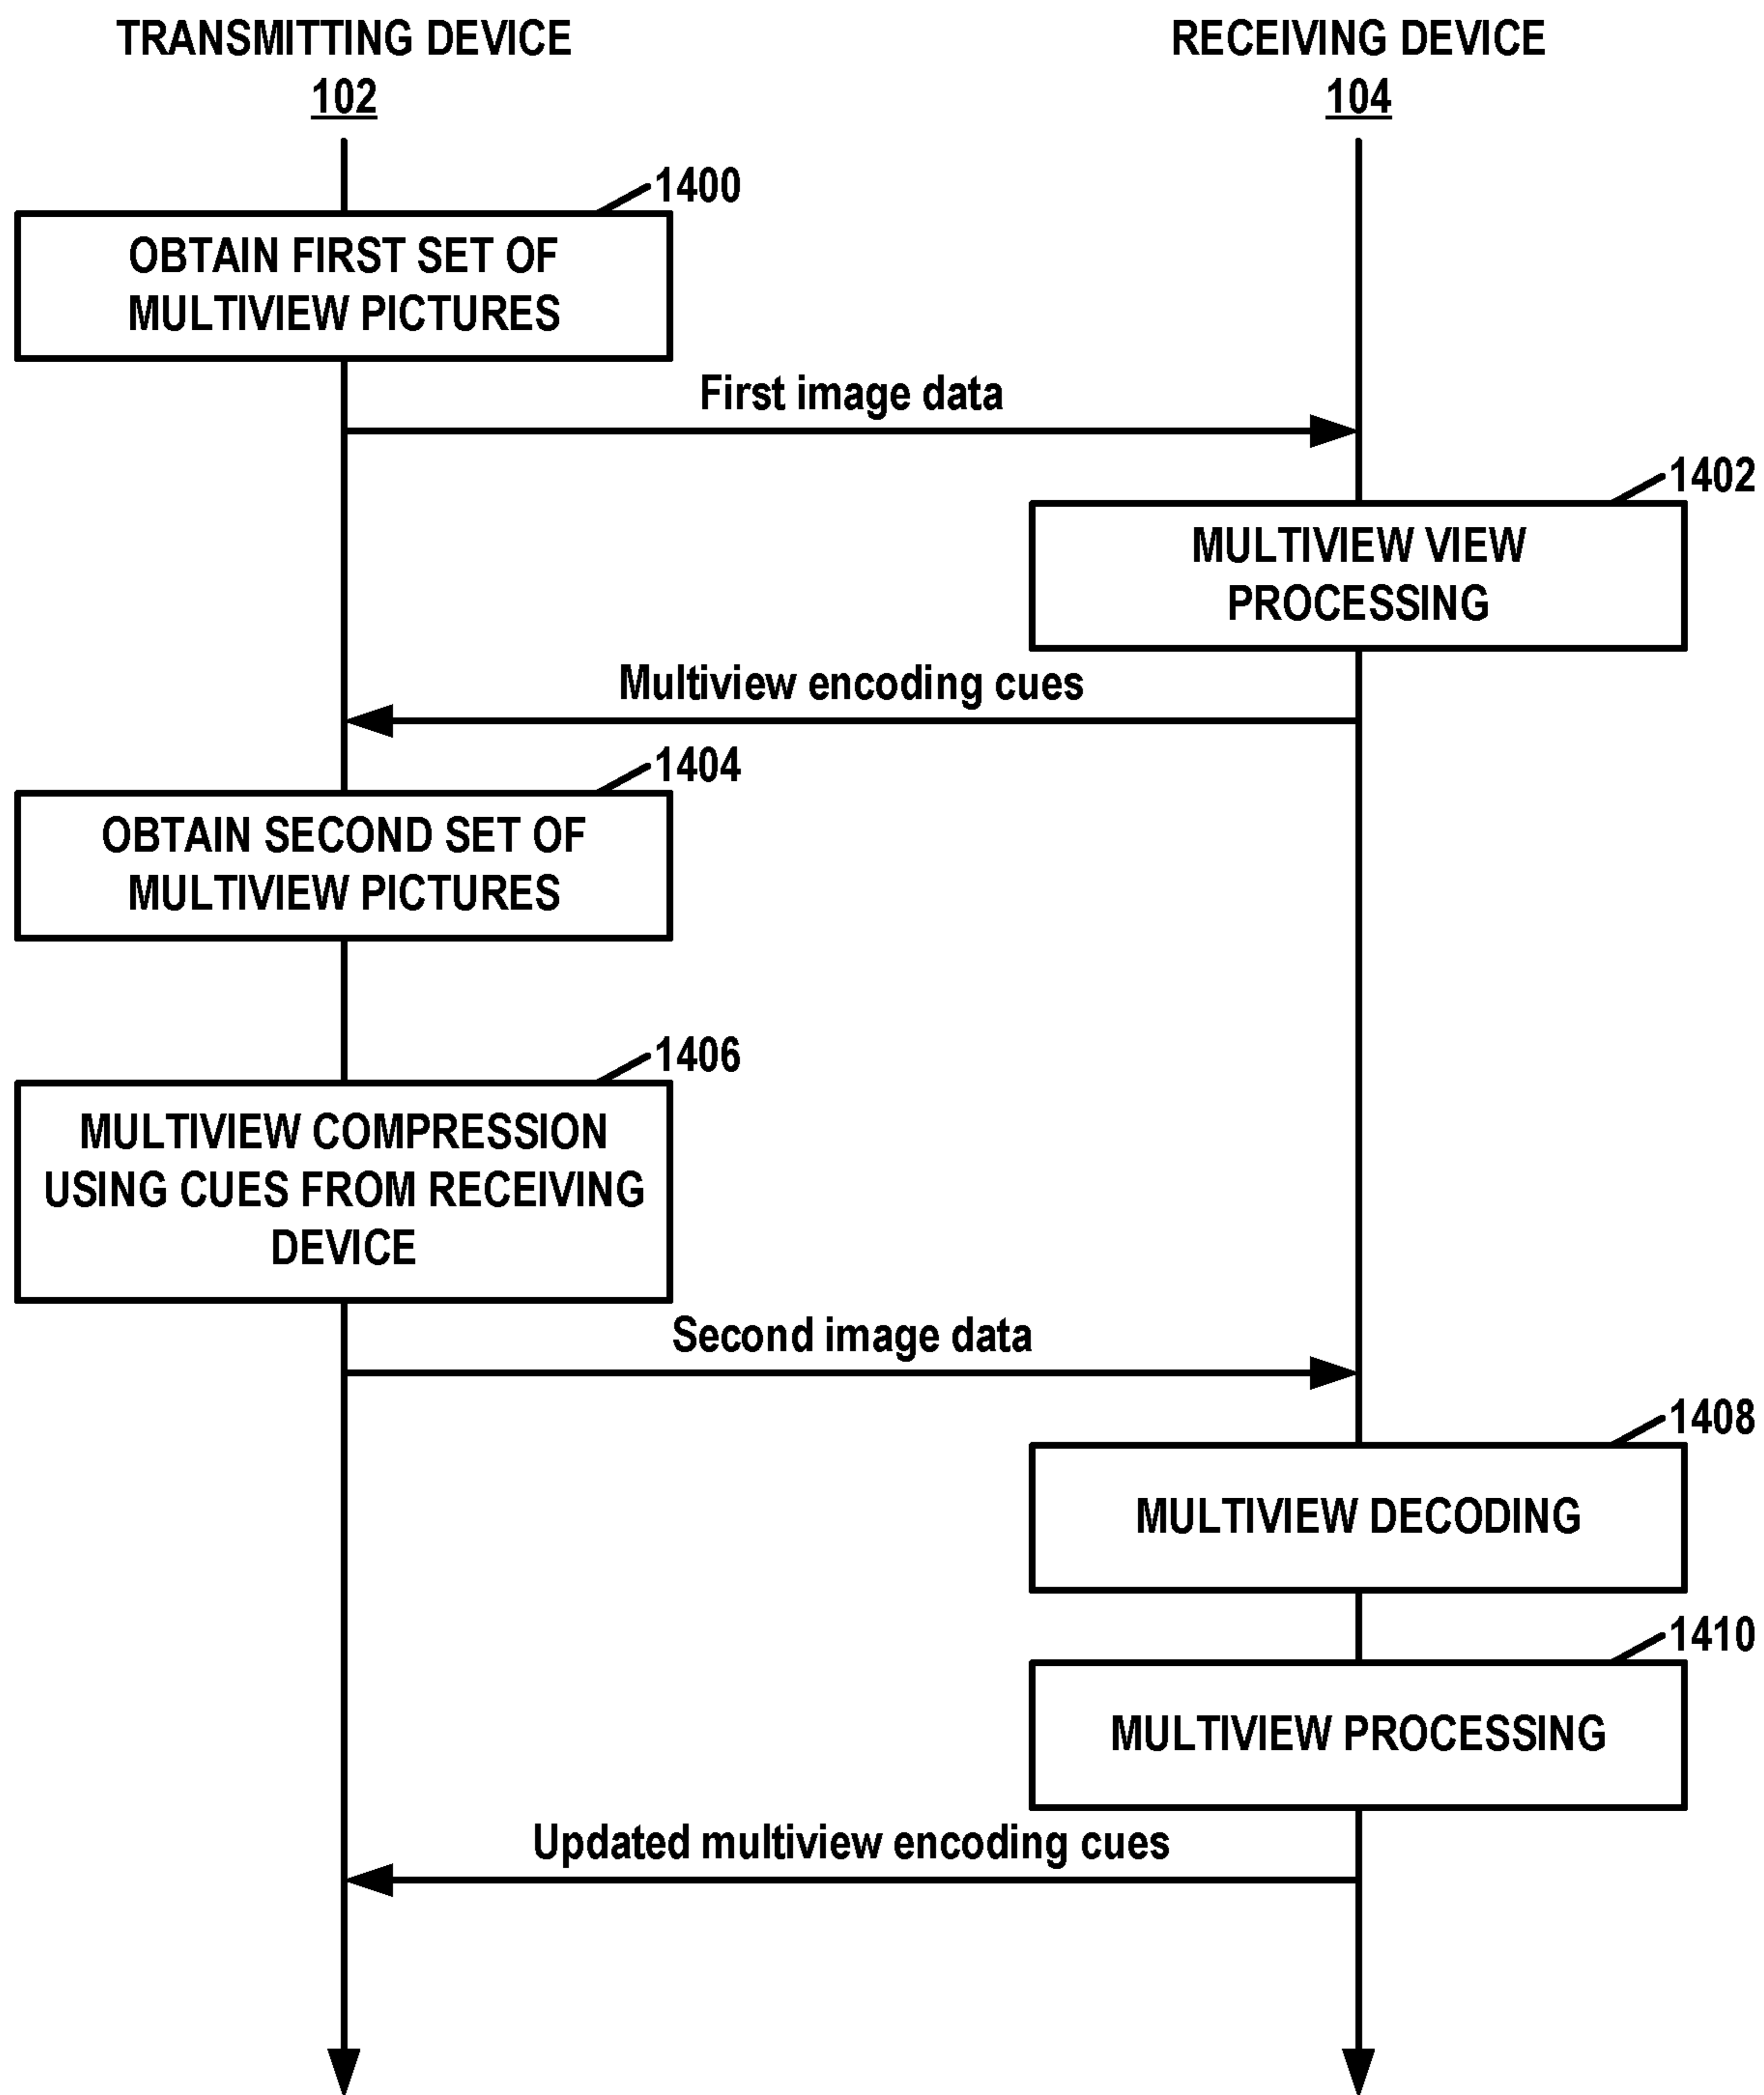 TRANSMITTING DEVICE
102
RECEIVING DEVICE
104
1400
OBTAIN FIRST SET OF
MULTIVIEW PICTURES
First image data
1402
MULTIVIEW VIEW
PROCESSING
Multiview encoding cues
1404
OBTAIN SECOND SET OF
MULTIVIEW PICTURES
1406
MULTIVIEW COMPRESSION
USING CUES FROM RECEIVING
DEVICE
Second image data
1408
MULTIVIEW DECODING
1410
MULTIVIEW PROCESSING
Updated multiview encoding cues